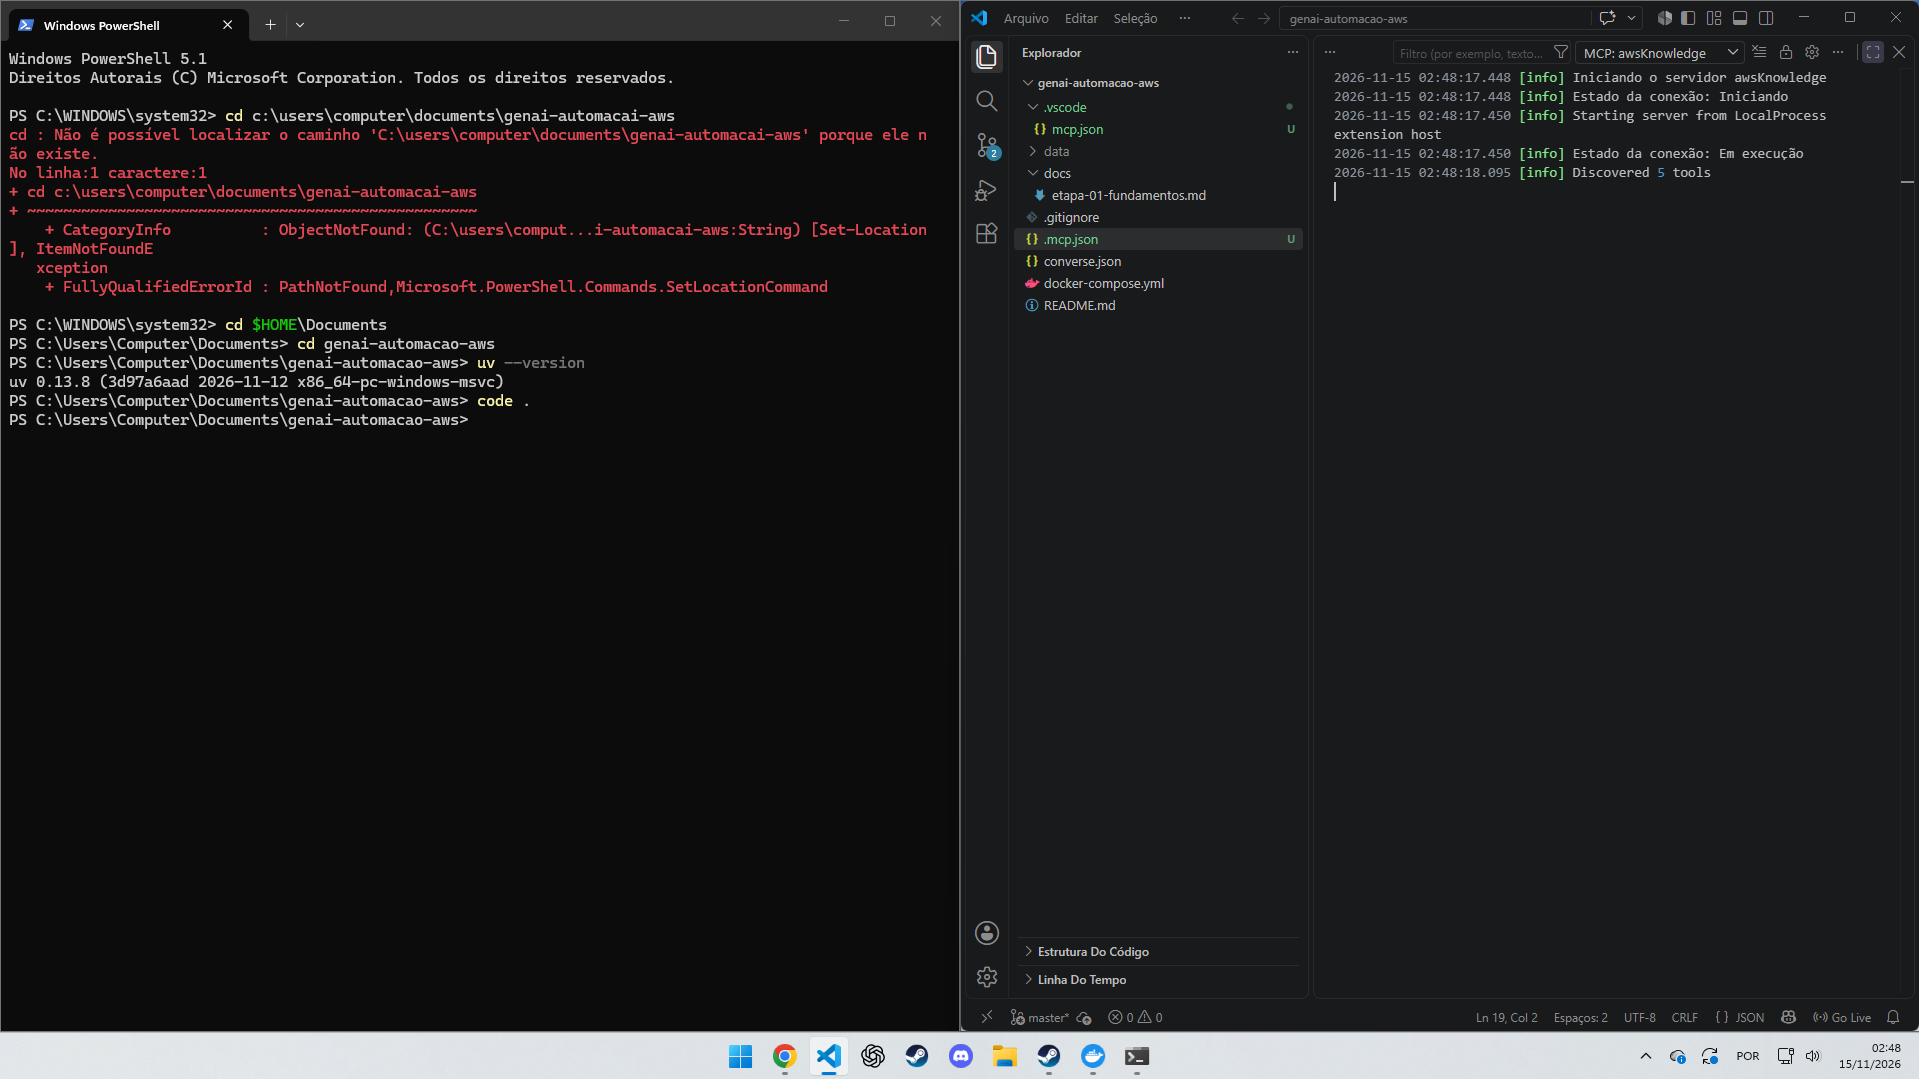 Windows PowerShell
Windows PowerShell 5.1
Direitos Autorais (C) Microsoft Corporation. Todos os direitos reservados.
PS C:\WINDOWS\system32> cd c:\users\computer\documents\genai-automacai-aws
cd : Não é possível localizar o caminho 'C:\users\computer\documents\genai-automacai-aws' porque ele n
ão existe.
No linha:1 caractere:1
+ cd c:\users\computer\documents\genai-automacai-aws
+ ~~~~~~~~~~~~~~~~~~~~~~~~~~~~~~~~~~~~~~~~~~~~~~~~~~
    + CategoryInfo          : ObjectNotFound: (C:\users\comput...i-automacai-aws:String) [Set-Location
], ItemNotFoundE
   xception
    + FullyQualifiedErrorId : PathNotFound,Microsoft.PowerShell.Commands.SetLocationCommand
PS C:\WINDOWS\system32> cd $HOME\Documents
PS C:\Users\Computer\Documents> cd genai-automacao-aws
PS C:\Users\Computer\Documents\genai-automacao-aws> uv --version
uv 0.13.8 (3d97a6aad 2026-11-12 x86_64-pc-windows-msvc)
PS C:\Users\Computer\Documents\genai-automacao-aws> code .
PS C:\Users\Computer\Documents\genai-automacao-aws>
Arquivo Editar Seleção ···
genai-automacao-aws
Explorador
genai-automacao-aws
.vscode
{} mcp.json U
data
docs
etapa-01-fundamentos.md
.gitignore
{} .mcp.json U
{} converse.json
docker-compose.yml
README.md
2
Estrutura Do Código
Linha Do Tempo
Filtro (por exemplo, texto...
MCP: awsKnowledge
2026-11-15 02:48:17.448 [info] Iniciando o servidor awsKnowledge
2026-11-15 02:48:17.448 [info] Estado da conexão: Iniciando
2026-11-15 02:48:17.450 [info] Starting server from LocalProcess
extension host
2026-11-15 02:48:17.450 [info] Estado da conexão: Em execução
2026-11-15 02:48:18.095 [info] Discovered 5 tools
master* 0 0 Ln 19, Col 2 Espaços: 2 UTF-8 CRLF {} JSON Go Live
POR
02:48
15/11/2026